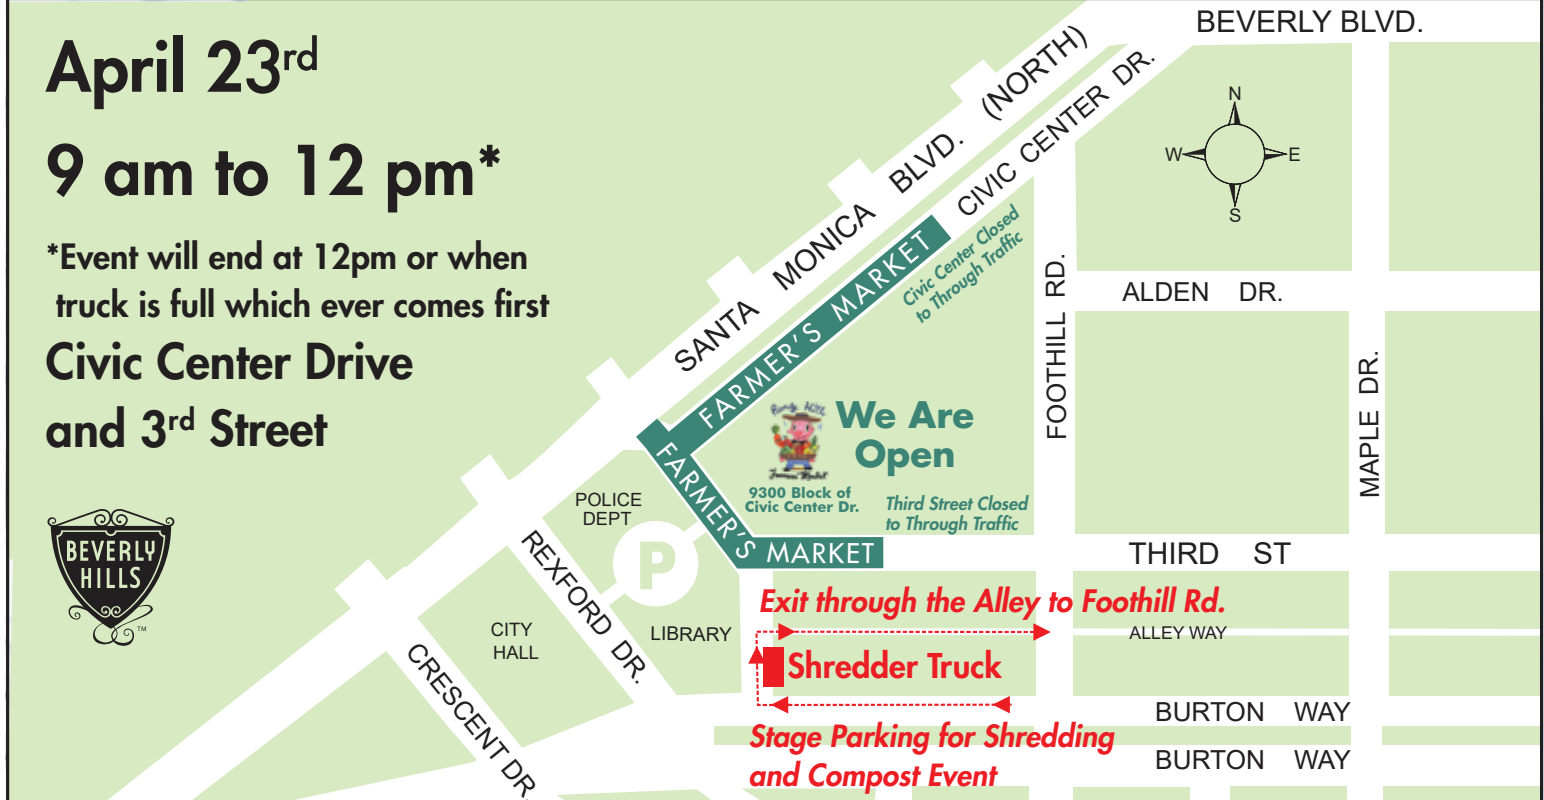 April 23rd
9 am to 12 pm*
*Event will end at 12pm or when
truck is full which ever comes first
Civic Center Drive
and 3rd Street
BEVERLY
HILLS
TM
BEVERLY BLVD.
N
W
E
S
SANTA MONICA BLVD. (NORTH)
CIVIC CENTER DR.
FARMER'S MARKET
Civic Center Closed
to Through Traffic
FOOTHILL RD.
ALDEN DR.
MAPLE DR.
We Are
Open
9300 Block of
Civic Center Dr.
Third Street Closed
to Through Traffic
FARMER'S MARKET
POLICE
DEPT
P
REXFORD DR.
THIRD ST
CITY
HALL
LIBRARY
CRESCENT DR.
Exit through the Alley to Foothill Rd.
ALLEY WAY
Shredder Truck
BURTON WAY
Stage Parking for Shredding
and Compost Event
BURTON WAY